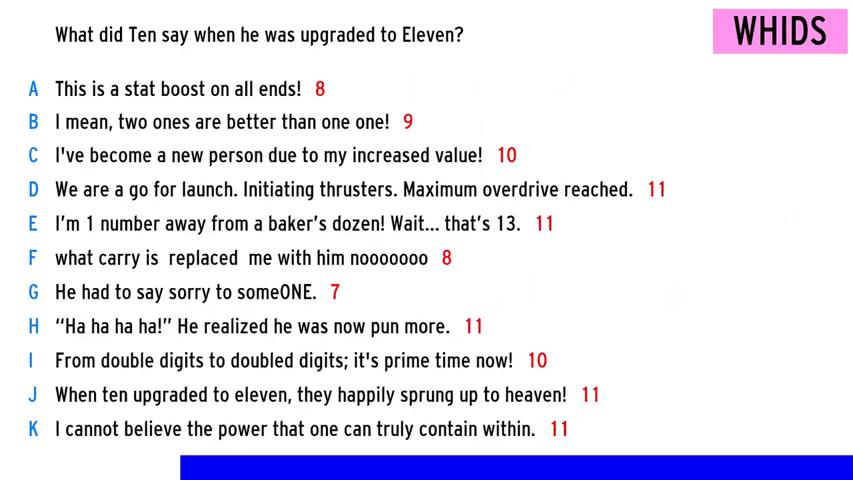 What did Ten say when he was upgraded to Eleven?
WHIDS
A This is a stat boost on all ends! 8
B I mean, two ones are better than one one! 9
C I've become a new person due to my increased value! 10
D We are a go for launch. Initiating thrusters. Maximum overdrive reached. 11
E I'm 1 number away from a baker's dozen! Wait... that's 13. 11
F what carry is replaced me with him nooooooo 8
G He had to say sorry to someONE. 7
H “Ha ha ha ha!” He realized he was now pun more. 11
I From double digits to doubled digits; it's prime time now! 10
J When ten upgraded to eleven, they happily sprung up to heaven! 11
K I cannot believe the power that one can truly contain within. 11